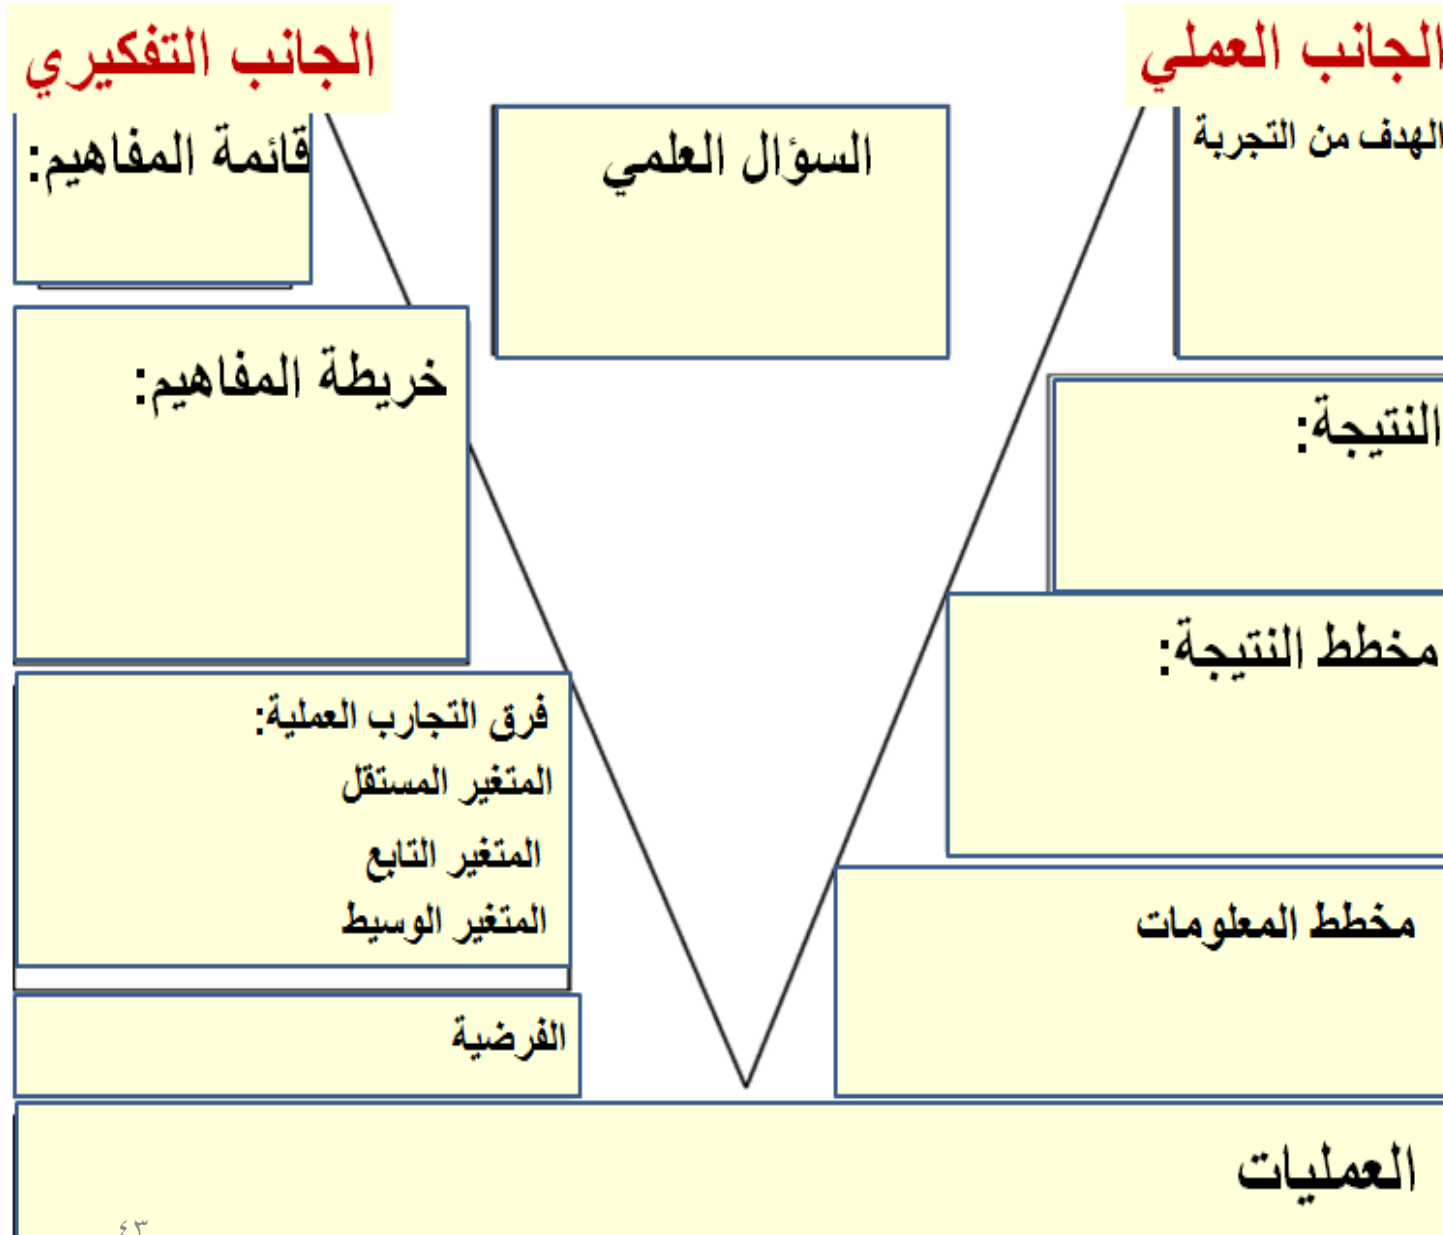 الجانب العملي
الهدف من التجربة
النتيجة:
مخطط النتيجة:
مخطط المعلومات
السؤال العلمي
الجانب التفكيري
قائمة المفاهيم:
خريطة المفاهيم:
فرق التجارب العملية:
المتغير المستقل
المتغير التابع
المتغير الوسيط
الفرضية
العمليات
٤٣